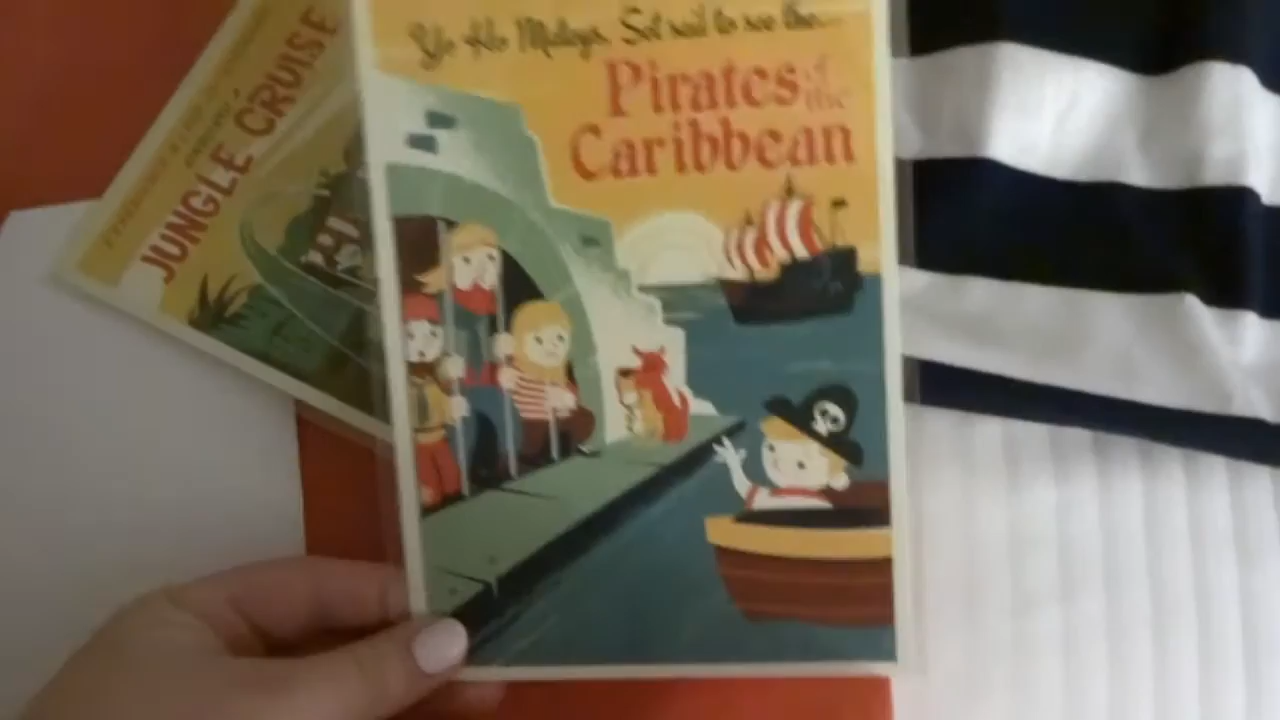 Yo Ho Mateys. Set sail to see the...
Pirates of the
Caribbean
JUNGLE CRUISE